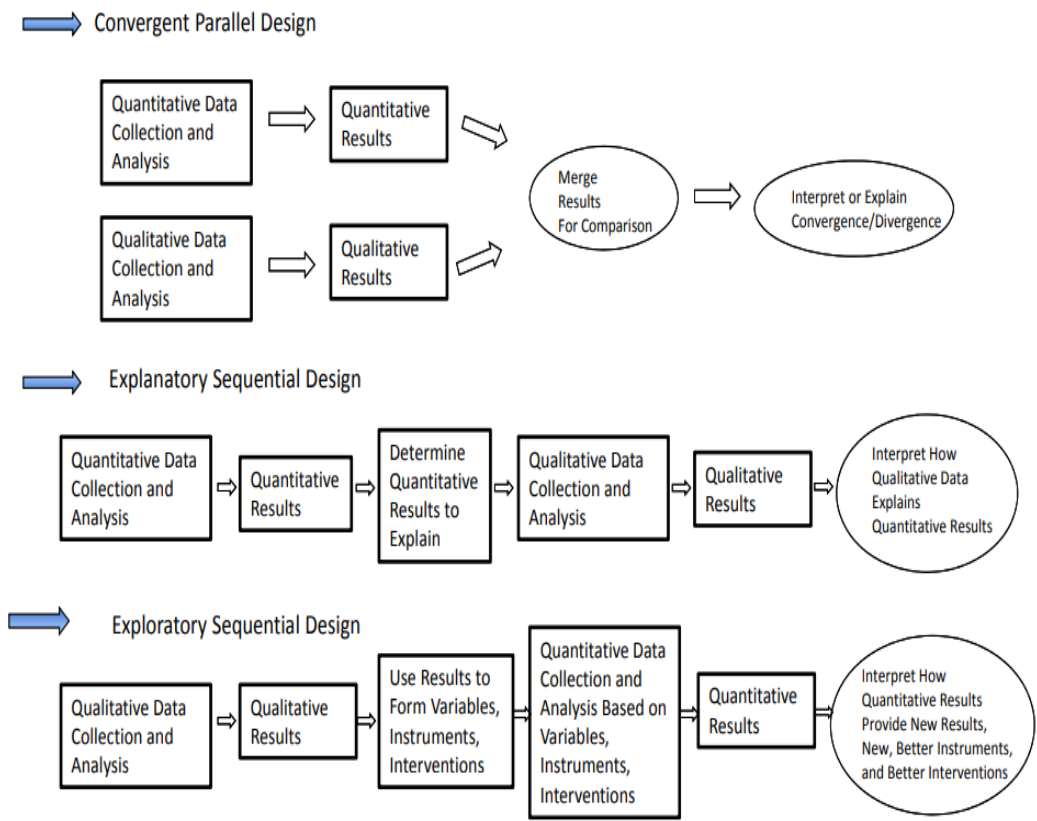 Convergent Parallel Design
Quantitative Data
Collection and
Analysis
Quantitative
Results
Qualitative Data
Collection and
Analysis
Qualitative
Results
Merge
Results
For Comparison
Interpret or Explain
Convergence/Divergence
Explanatory Sequential Design
Quantitative Data
Collection and
Analysis
Quantitative
Results
Determine
Quantitative
Results to
Explain
Qualitative Data
Collection and
Analysis
Qualitative
Results
Interpret How
Qualitative Data
Explains
Quantitative Results
Exploratory Sequential Design
Qualitative Data
Collection and
Analysis
Qualitative
Results
Use Results to
Form Variables,
Instruments,
Interventions
Quantitative Data
Collection and
Analysis Based on
Variables,
Instruments,
Interventions
Quantitative
Results
Interpret How
Quantitative Results
Provide New Results,
New, Better Instruments,
and Better Interventions